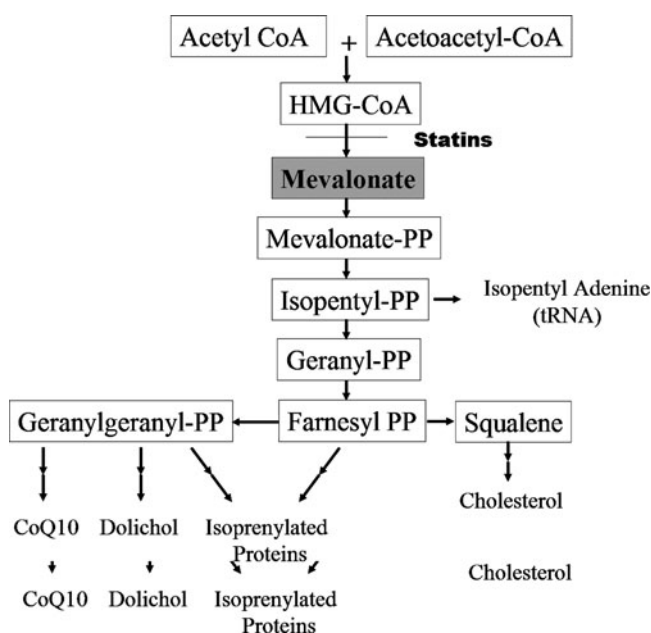 Acetyl CoA + Acetoacetyl-CoA
HMG-CoA
Statins
Mevalonate
Mevalonate-PP
Isopentyl-PP
Isopentyl Adenine
(tRNA)
Geranyl-PP
Geranylgeranyl-PP
Farnesyl PP
Squalene
Cholesterol
CoQ10
Dolichol
Isoprenylated
Proteins
Cholesterol
CoQ10
Dolichol
Isoprenylated
Proteins